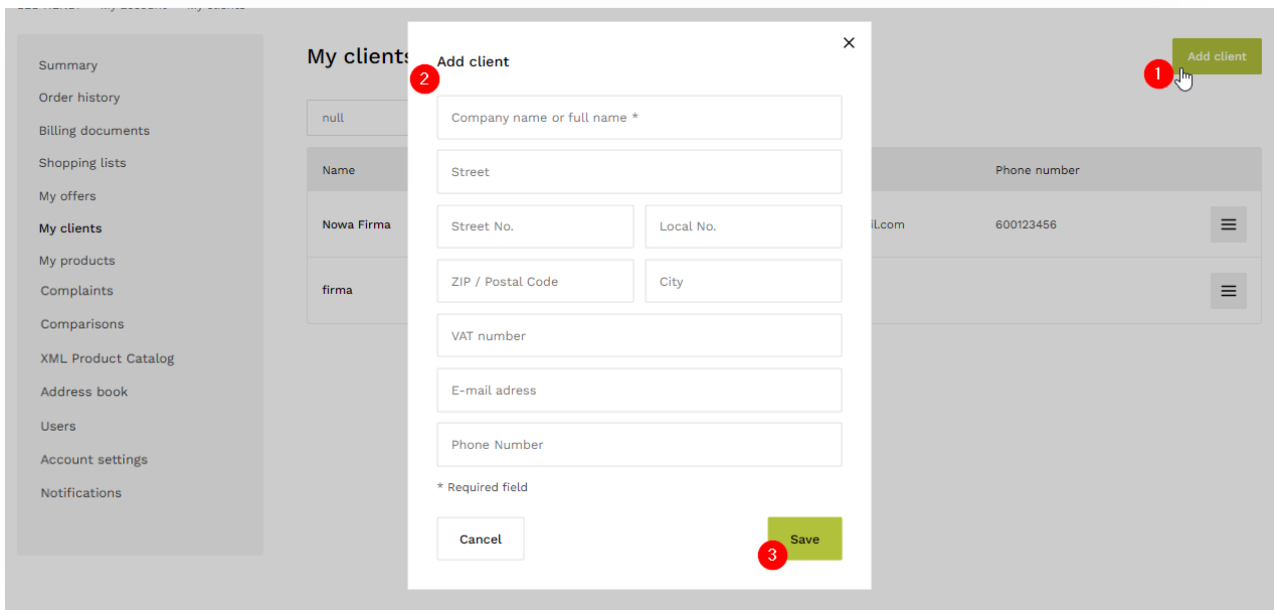 My clients
Add client
1
Summary
Order history
Billing documents
Shopping lists
My offers
My clients
My products
Complaints
Comparisons
XML Product Catalog
Address book
Users
Account settings
Notifications
null
Name
Phone number
Nowa Firma
il.com
600123456
firma
2
Add client
Company name or full name *
Street
Street No.
Local No.
ZIP / Postal Code
City
VAT number
E-mail adress
Phone Number
* Required field
Cancel
Save
3